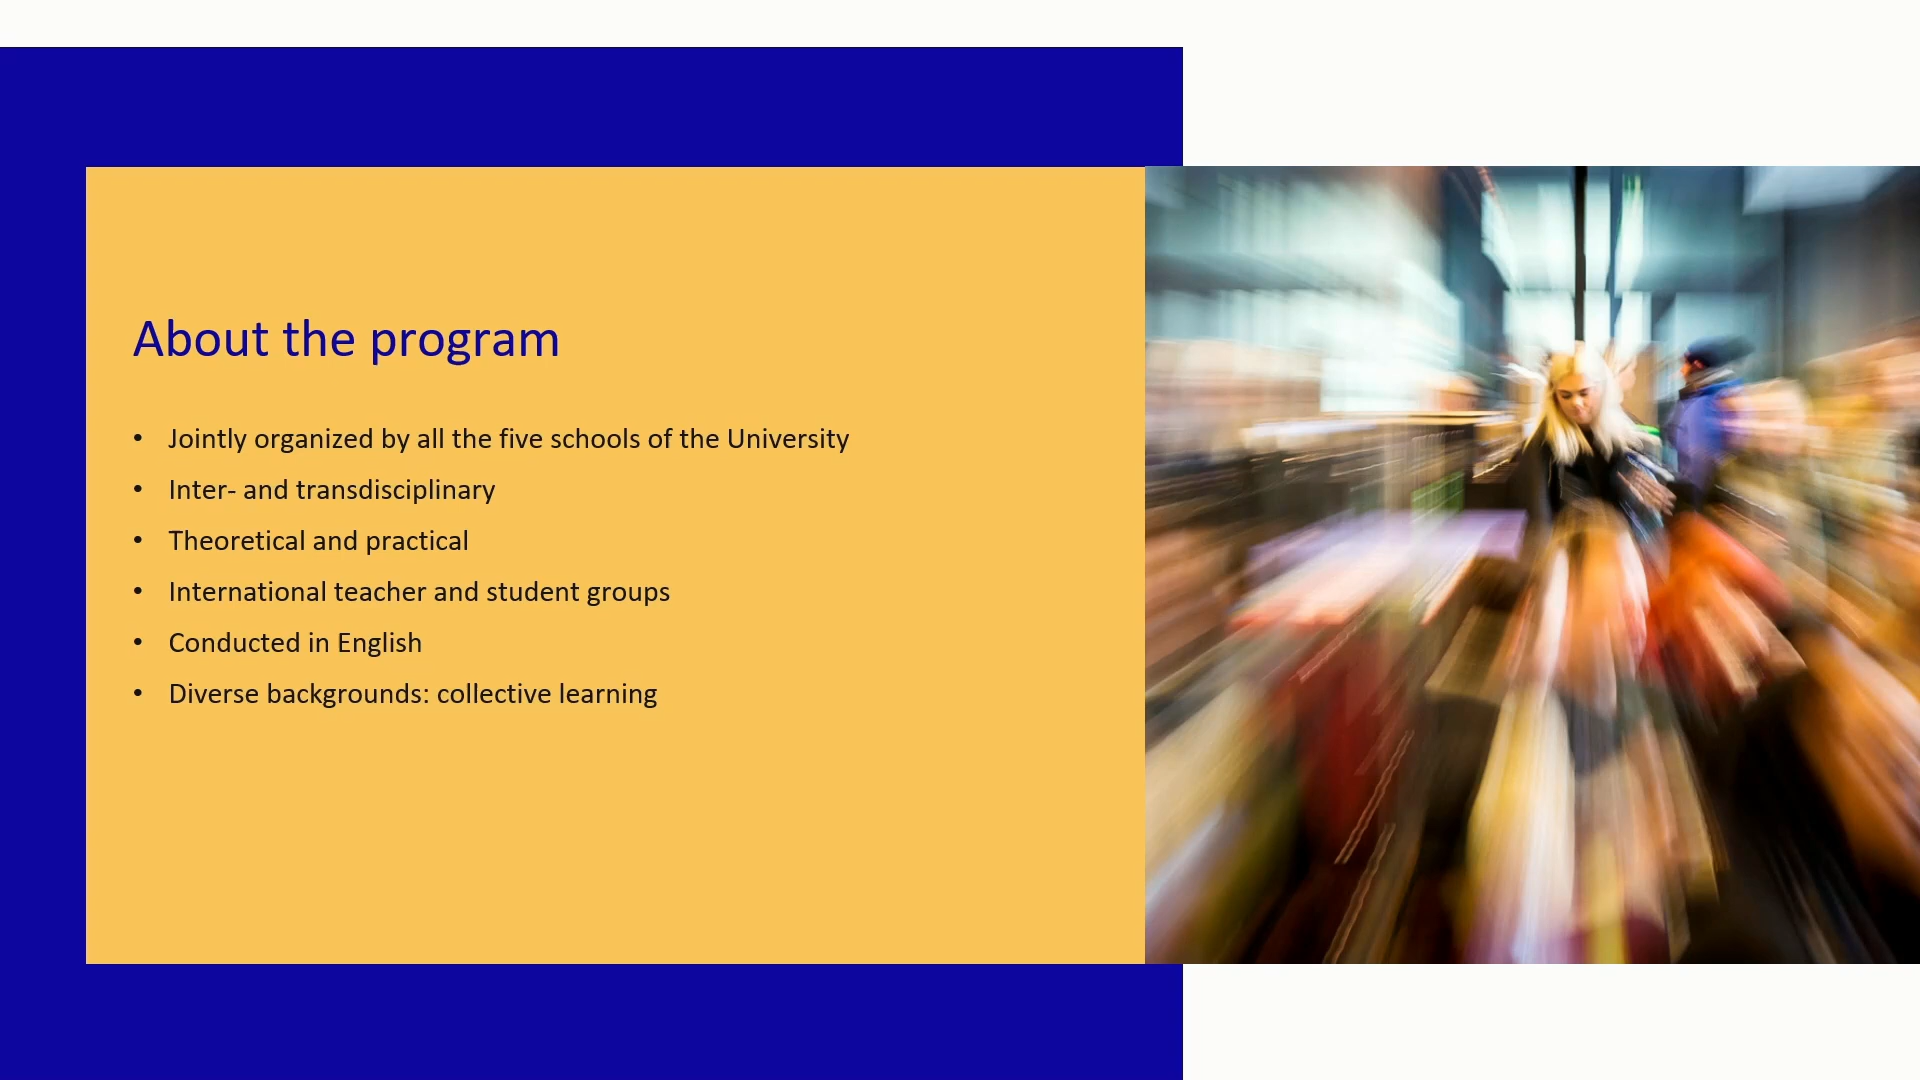 About the program
• Jointly organized by all the five schools of the University
• Inter- and transdisciplinary
• Theoretical and practical
• International teacher and student groups
• Conducted in English
• Diverse backgrounds: collective learning